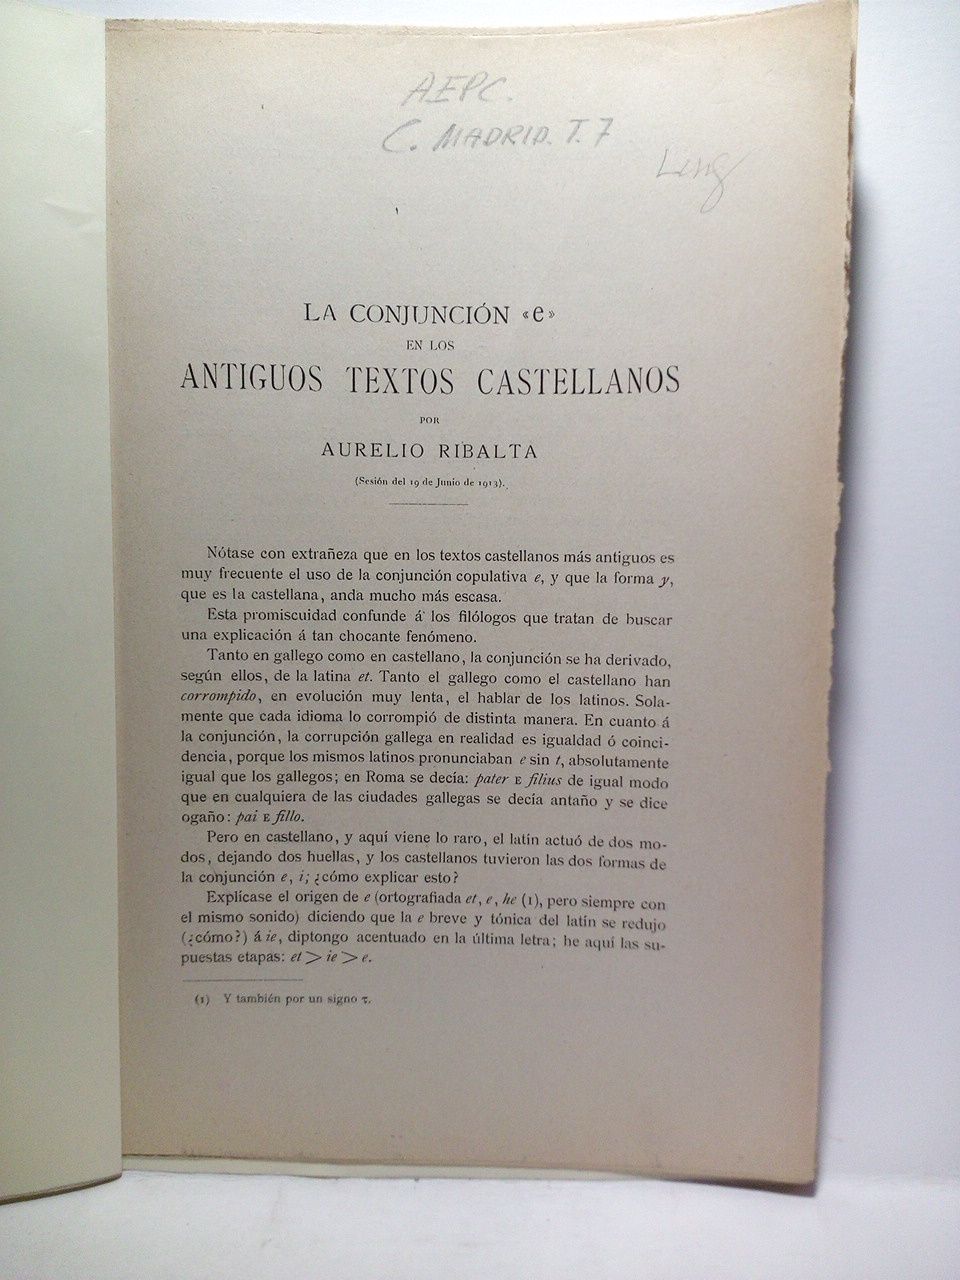 AEPC.
C. MADRID. T. 7
Leng
LA CONJUNCIÓN «e»
EN LOS
ANTIGUOS TEXTOS CASTELLANOS
POR
AURELIO RIBALTA
(Sesión del 19 de Junio de 1913).
Nótase con extrañeza que en los textos castellanos más antiguos es
muy frecuente el uso de la conjunción copulativa e, y que la forma y,
que es la castellana, anda mucho más escasa.
Esta promiscuidad confunde á los filólogos que tratan de buscar
una explicación á tan chocante fenómeno.
Tanto en gallego como en castellano, la conjunción se ha derivado,
según ellos, de la latina et. Tanto el gallego como el castellano han
corrompido, en evolución muy lenta, el hablar de los latinos. Sola-
mente que cada idioma lo corrompió de distinta manera. En cuanto á
la conjunción, la corrupción gallega en realidad es igualdad ó coinci-
dencia, porque los mismos latinos pronunciaban e sin t, absolutamente
igual que los gallegos; en Roma se decía: pater E filius de igual modo
que en cualquiera de las ciudades gallegas se decía antaño y se dice
ogaño: pai E fillo.
Pero en castellano, y aquí viene lo raro, el latín actuó de dos mo-
dos, dejando dos huellas, y los castellanos tuvieron las dos formas de
la conjunción e, i; ¿cómo explicar esto?
Explícase el origen de e (ortografiada et, e, he (1), pero siempre con
el mismo sonido) diciendo que la e breve y tónica del latín se redujo
(¿cómo?) á ie, diptongo acentuado en la última letra; he aquí las su-
puestas etapas: et > ie > e.
(1) Y también por un signo τ.